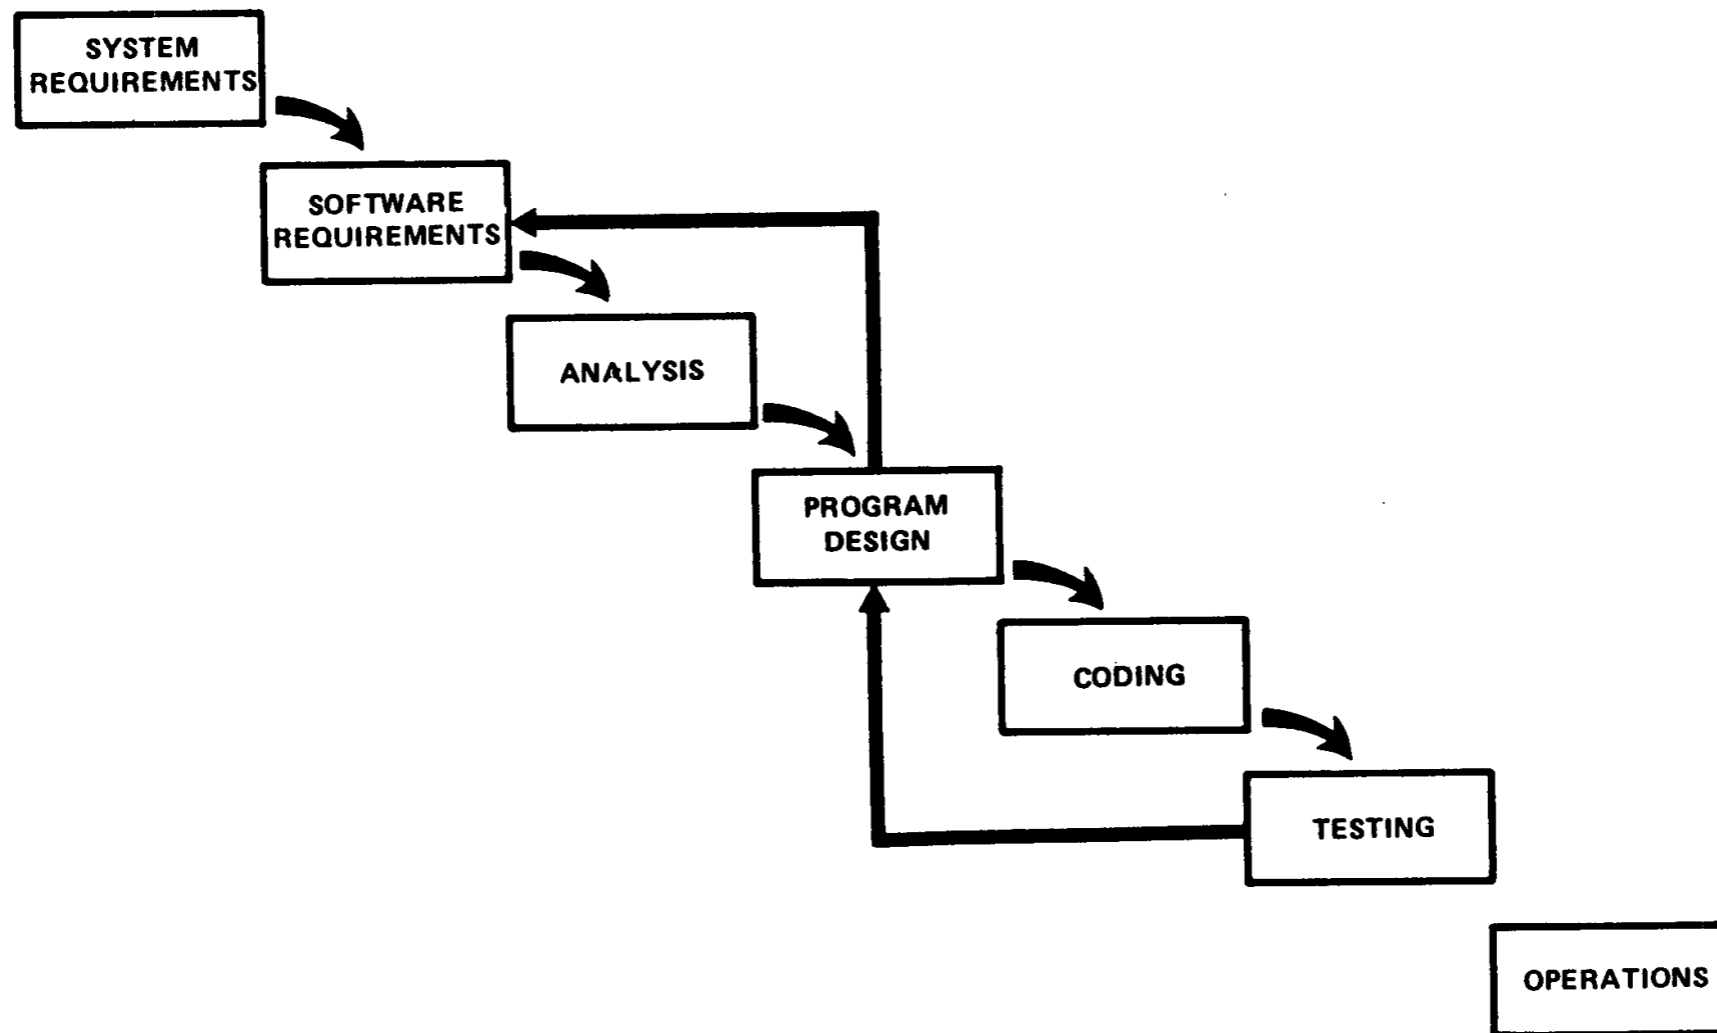 SYSTEM
REQUIREMENTS
SOFTWARE
REQUIREMENTS
ANALYSIS
PROGRAM
DESIGN
CODING
TESTING
OPERATIONS